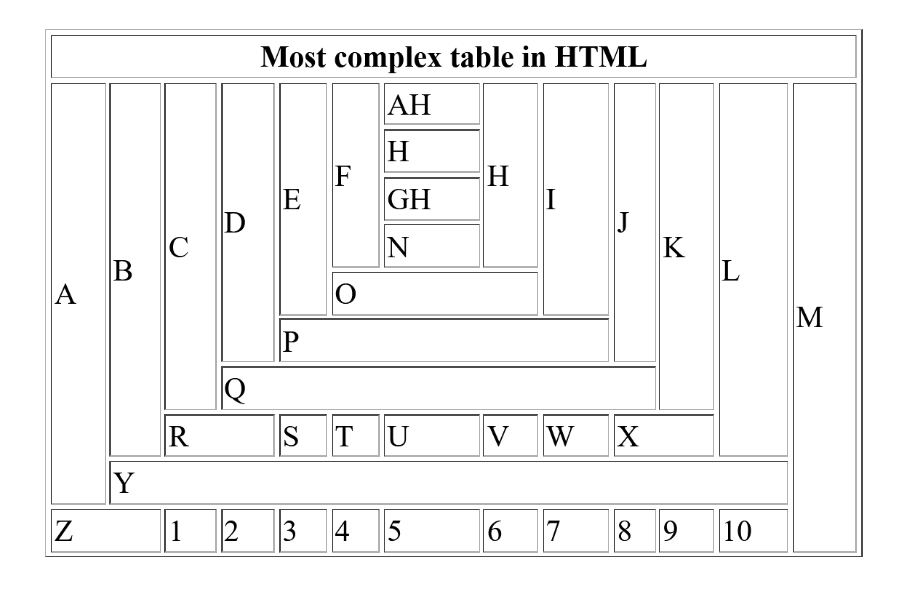 Most complex table in HTML
AH
H
F
H
GH
E
I
D
J
N
C
K
B
L
A
O
M
P
Q
R S T U V W X
Y
Z 1 2 3 4 5 6 7 8 9 10